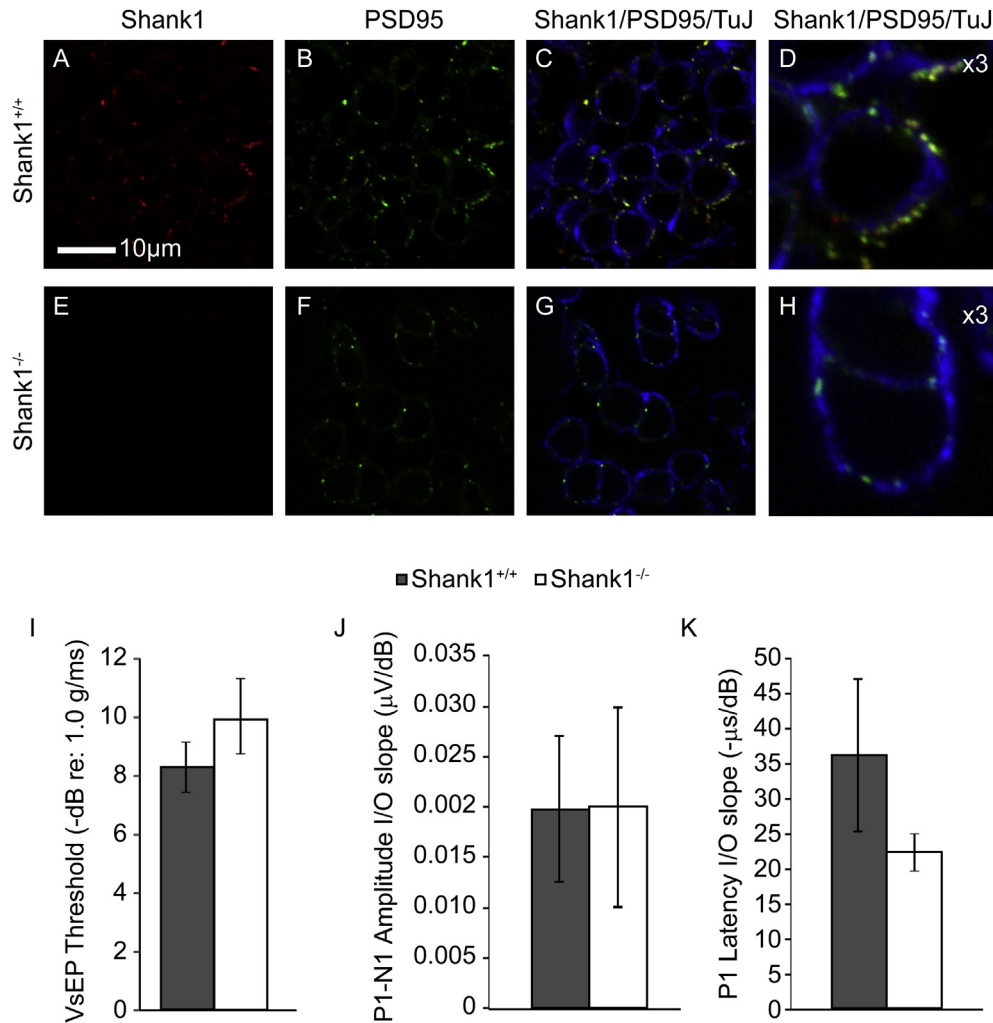 Shank1 PSD95 Shank1/PSD95/TuJ Shank1/PSD95/TuJ
Shank1+/+
A B C D x3
10μm
Shank1-/-
E F G H x3
Shank1+/+ Shank1-/-
I
VsEP Threshold (-dB re: 1.0 g/ms)
12
10
8
6
4
2
0
J
P1-N1 Amplitude I/O slope (μV/dB)
0.035
0.030
0.025
0.002
0.015
0.010
0.005
0
K
P1 Latency I/O slope (-μs/dB)
50
45
40
35
30
25
20
15
10
5
0